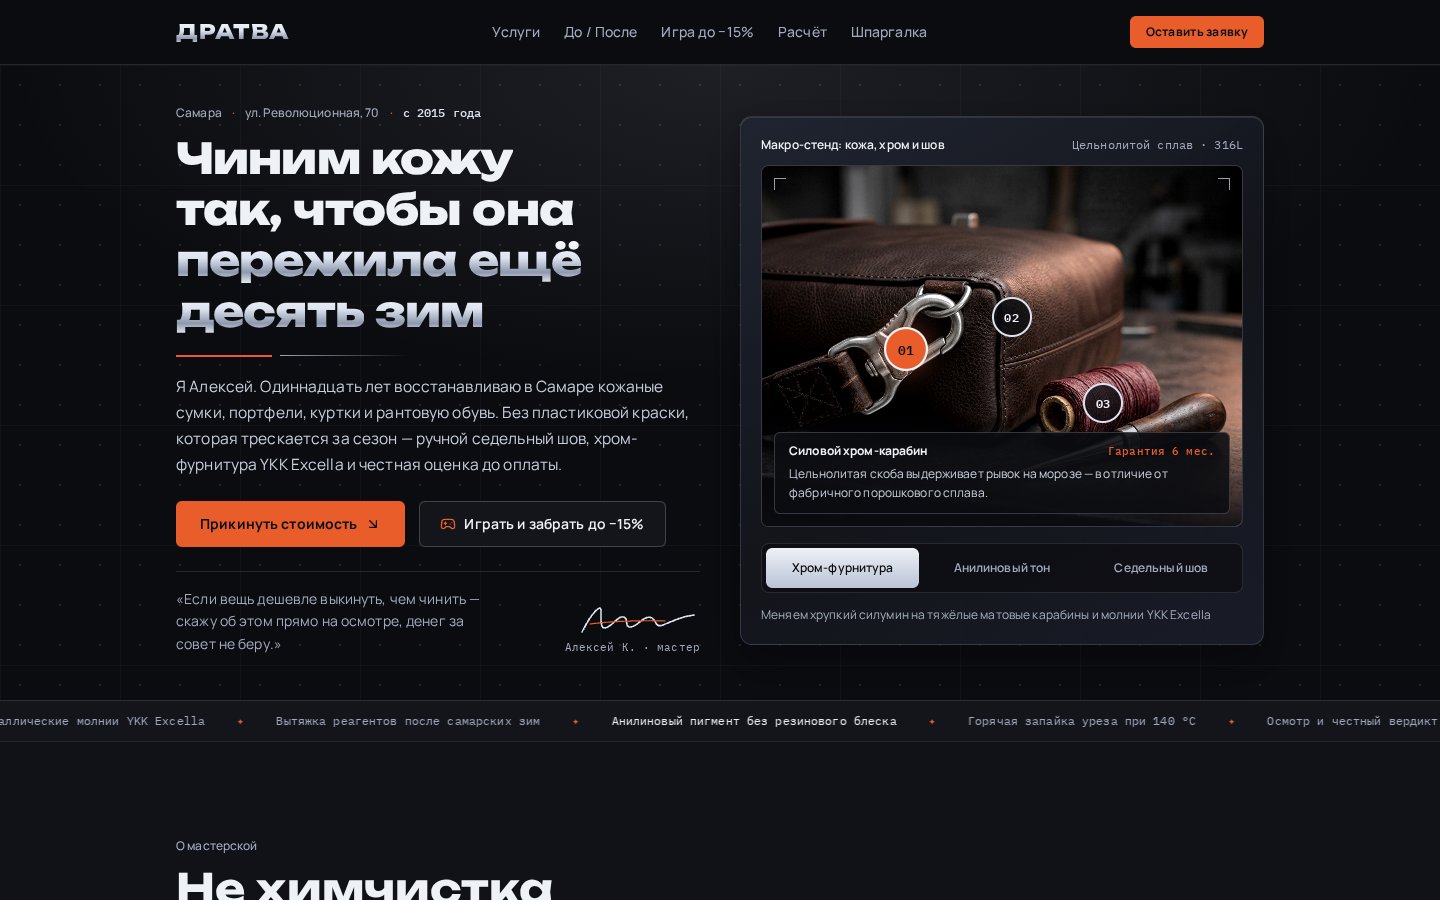 ДРАТВА
Услуги
До / После
Игра до −15%
Расчёт
Шпаргалка
Оставить заявку
Самара · ул. Революционная, 70 · с 2015 года
Чиним кожу
так, чтобы она
пережила ещё
десять зим
Я Алексей. Одиннадцать лет восстанавливаю в Самаре кожаные
сумки, портфели, куртки и рантовую обувь. Без пластиковой краски,
которая трескается за сезон — ручной седельный шов, хром-
фурнитура YKK Excella и честная оценка до оплаты.
Прикинуть стоимость
Играть и забрать до −15%
«Если вещь дешевле выкинуть, чем чинить —
скажу об этом прямо на осмотре, денег за
совет не беру.»
Алексей К. · мастер
Макро-стенд: кожа, хром и шов
Цельнолитой сплав · 316L
02
01
03
Силовой хром-карабин
Гарантия 6 мес.
Цельнолитая скоба выдерживает рывок на морозе — в отличие от
фабричного порошкового сплава.
Хром-фурнитура
Анилиновый тон
Седельный шов
Меняем хрупкий силумин на тяжёлые матовые карабины и молнии YKK Excella
аллические молнии YKK Excella ✦ Вытяжка реагентов после самарских зим ✦ Анилиновый пигмент без резинового блеска ✦ Горячая запайка уреза при 140 °C ✦ Осмотр и честный вердикт
О мастерской
Не химчистка